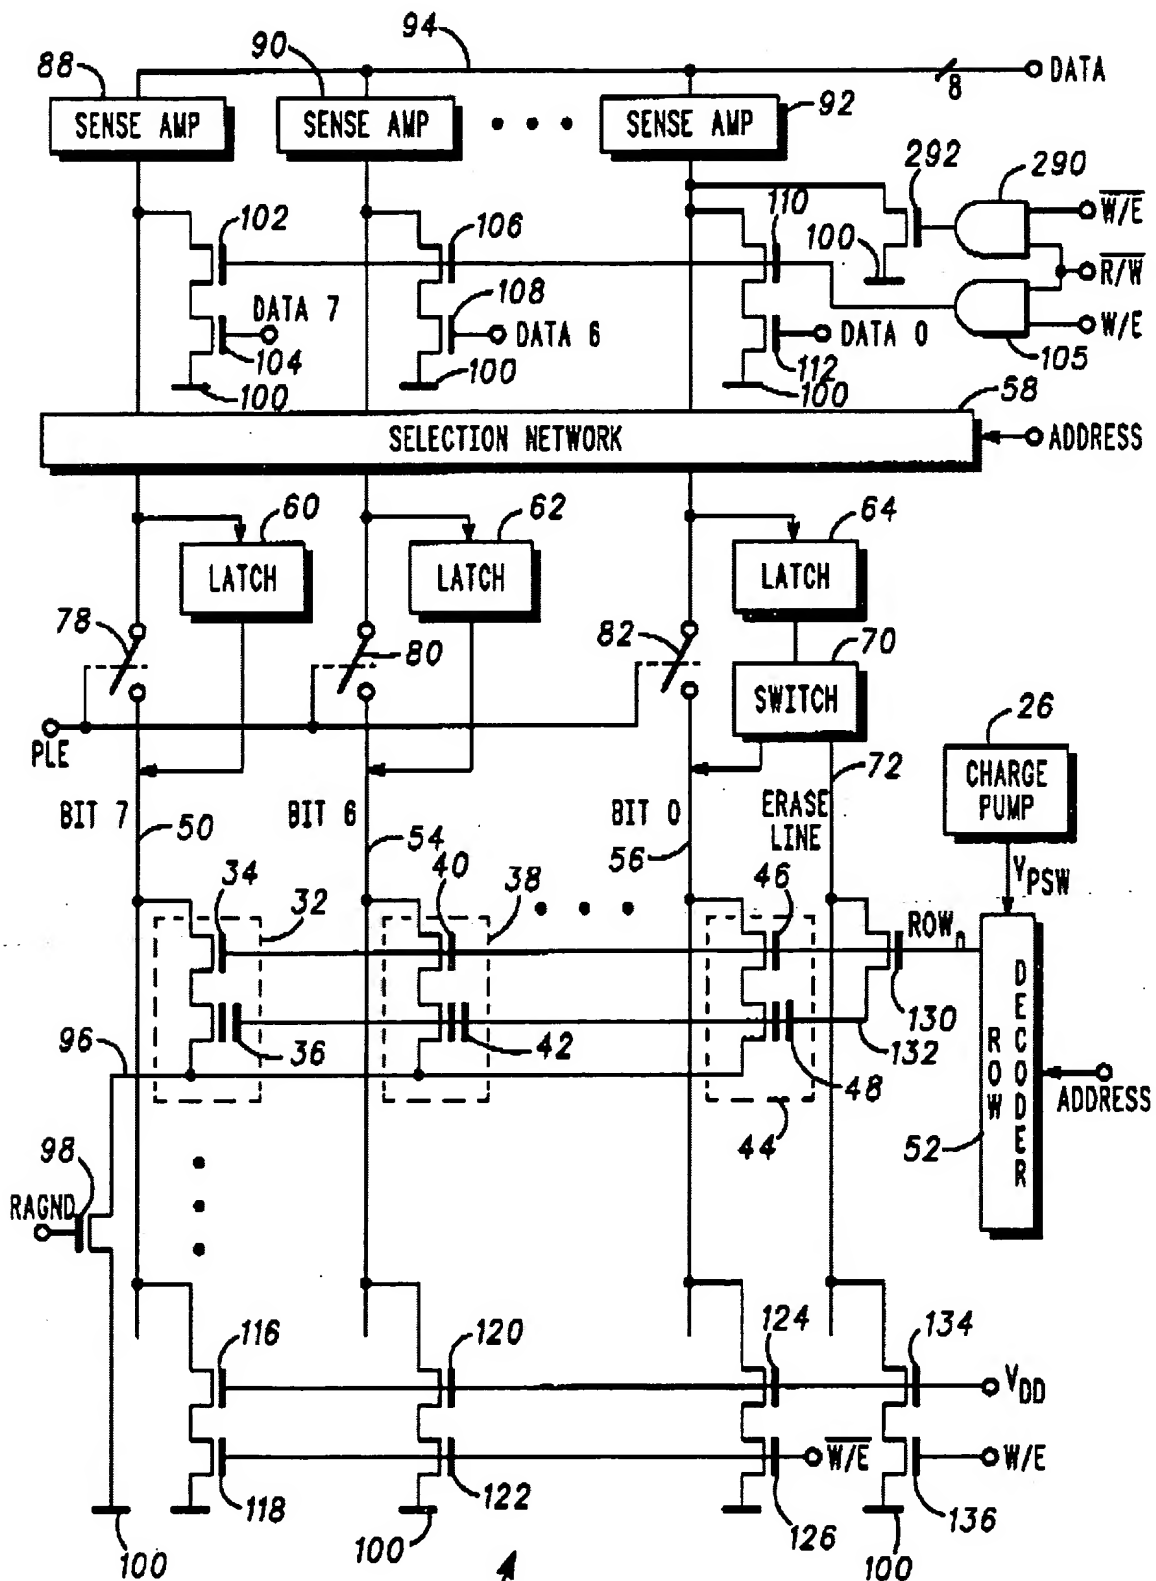 94
90
88
8
DATA
SENSE AMP
SENSE AMP
SENSE AMP
92
292
290
W/E
102
106
110
100
R/W
108
DATA 7
DATA 6
DATA 0
W/E
104
100
100
112
100
105
58
SELECTION NETWORK
ADDRESS
60
62
64
LATCH
LATCH
LATCH
78
80
82
70
SWITCH
26
PLE
72
CHARGE
PUMP
BIT 7
BIT 6
BIT 0
ERASE
LINE
50
54
56
VPSW
34
32
40
38
46
ROWn
130
ROW
DECODER
96
36
42
48
132
ADDRESS
44
52
98
RAGND
116
120
124
134
VDD
W/E
W/E
118
122
126
136
100
100
100